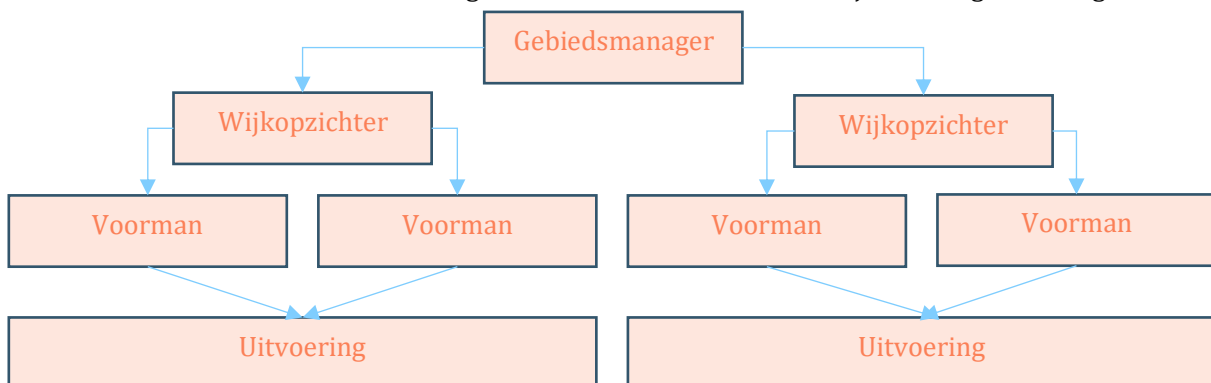 Gebiedsmanager
Wijkopzichter
Wijkopzichter
Voorman
Voorman
Voorman
Voorman
Uitvoering
Uitvoering